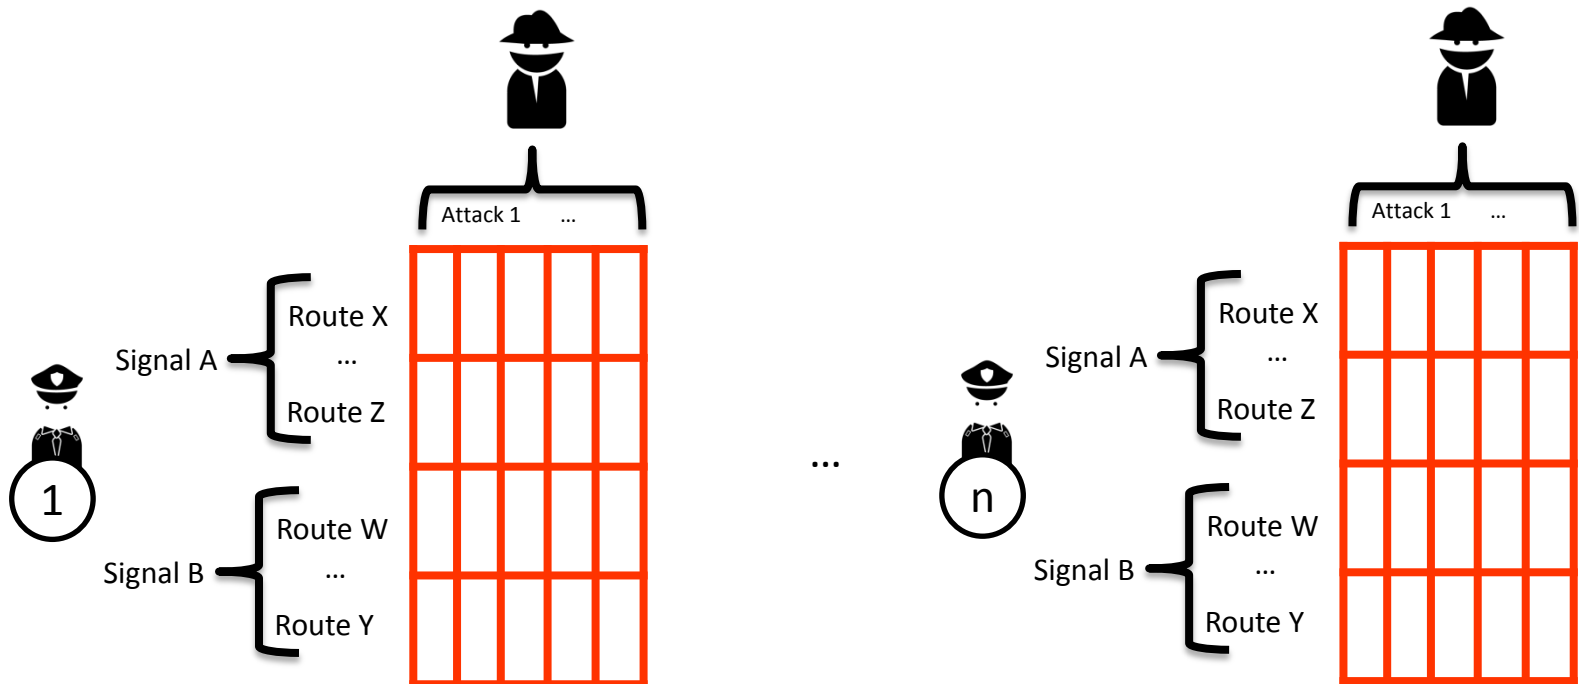 Attack 1 ...
Signal A
Route X
...
Route Z
1
Signal B
Route W
...
Route Y
...
Attack 1 ...
Signal A
Route X
...
Route Z
n
Signal B
Route W
...
Route Y